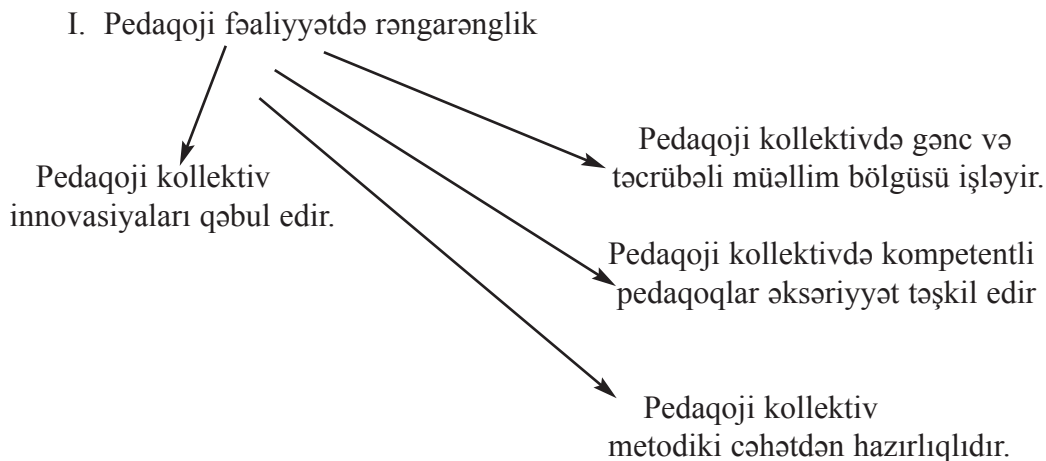 I. Pedaqoji fəaliyyətdə rəngarənglik
Pedaqoji kollektiv
innovasiyaları qəbul edir.
Pedaqoji kollektivdə gənc və
təcrübəli müəllim bölgüsü işləyir.
Pedaqoji kollektivdə kompetentli
pedaqoqlar əksəriyyət təşkil edir
Pedaqoji kollektiv
metodiki cəhətdən hazırlıqlıdır.